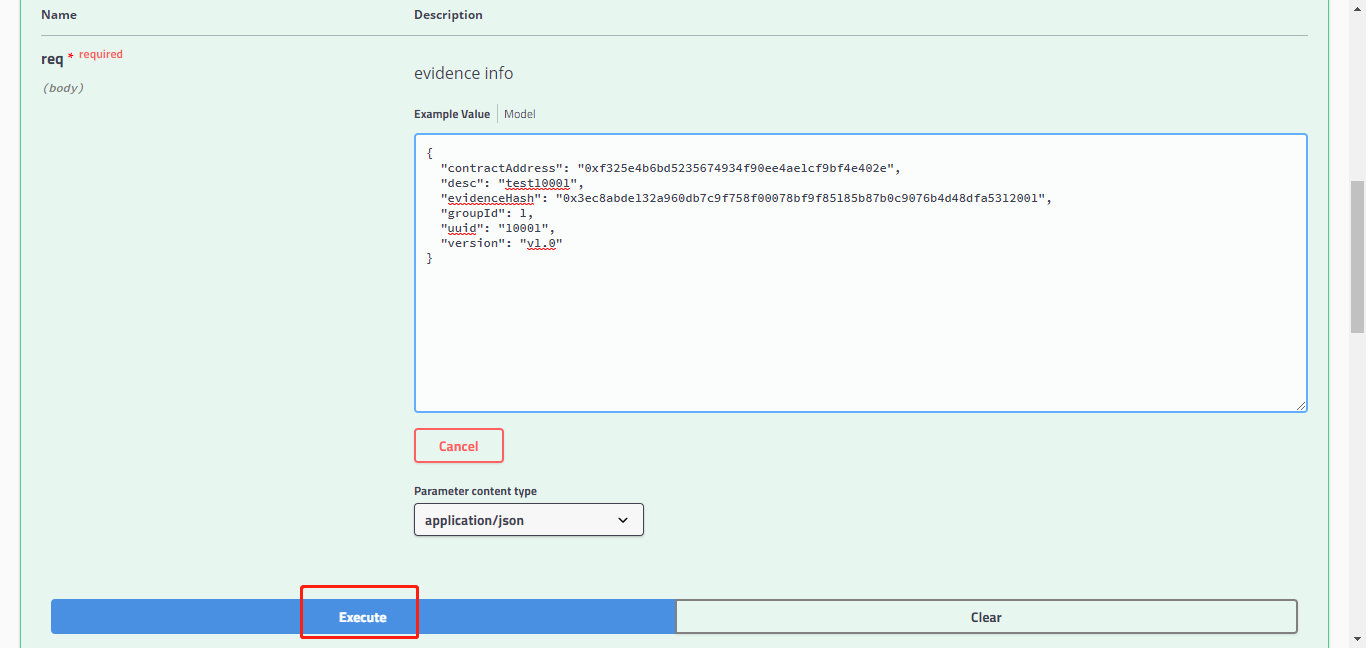 Name Description
req * required
(body)
evidence info
Example Value Model
{
"contractAddress": "0xf325e4b6bd5235674934f90ee4ae1cf9bf4e402e",
"desc": "test10001",
"evidenceHash": "0x3ec8abde132a960db7c9f758f00078bf9f85185b87b0c9076b4d48dfa5312001",
"groupId": 1,
"uuid": "10001",
"version": "v1.0"
}
Cancel
Parameter content type
application/json
Execute Clear